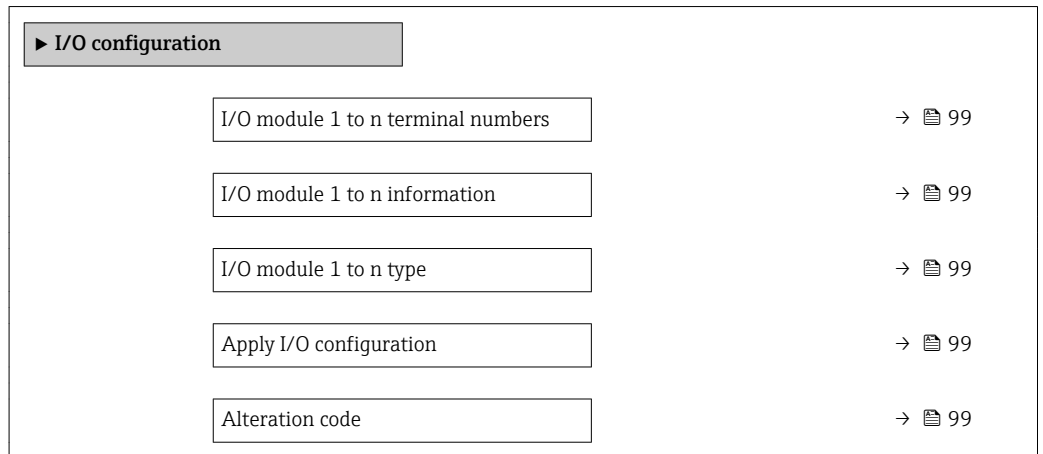 ► I/O configuration
I/O module 1 to n terminal numbers → 99
I/O module 1 to n information → 99
I/O module 1 to n type → 99
Apply I/O configuration → 99
Alteration code → 99